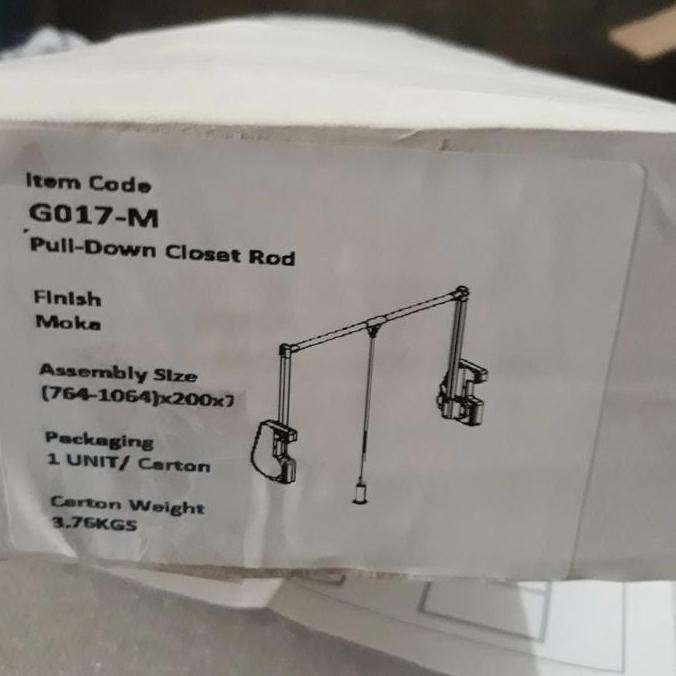 Item Code
G017-M
Pull-Down Closet Rod
Finish
Moka
Assembly Size
(764-1064)x200x7
Packaging
1 UNIT/ Carton
Carton Weight
3.76KGS